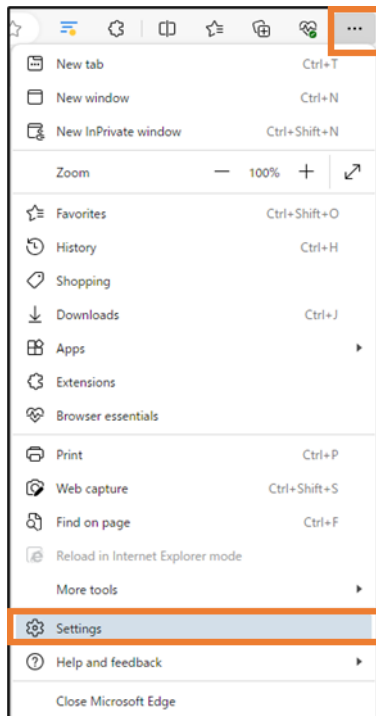 New tab Ctrl+T
New window Ctrl+N
New InPrivate window Ctrl+Shift+N
Zoom — 100% +
Favorites Ctrl+Shift+O
History Ctrl+H
Shopping
Downloads Ctrl+J
Apps
Extensions
Browser essentials
Print Ctrl+P
Web capture Ctrl+Shift+S
Find on page Ctrl+F
Reload in Internet Explorer mode
More tools
Settings
Help and feedback
Close Microsoft Edge